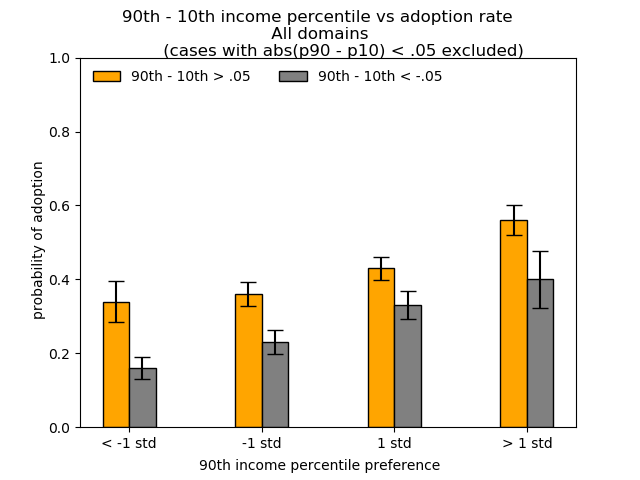 90th - 10th income percentile vs adoption rate
All domains
(cases with abs(p90 - p10) < .05 excluded)
90th - 10th > .05
90th - 10th < -.05
1.0
0.8
0.6
0.4
0.2
0.0
probability of adoption
< -1 std
-1 std
1 std
> 1 std
90th income percentile preference